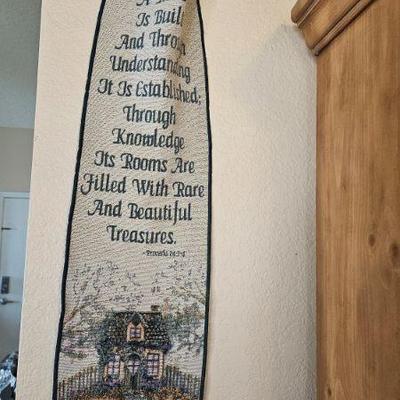 Is Built
And Through
Understanding
It Is Established;
Through
Knowledge
Its Rooms Are
Filled With Rare
And Beautiful
Treasures.